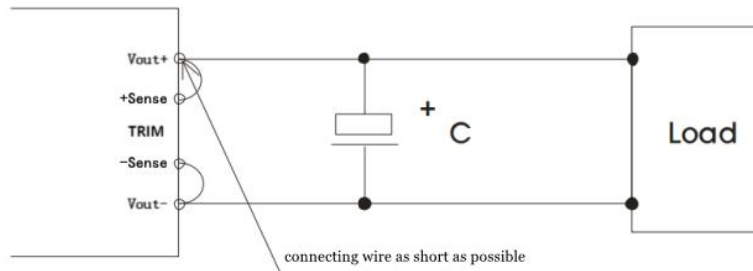 Vout+
+Sense
TRIM
-Sense
Vout-
+
C
Load
connecting wire as short as possible